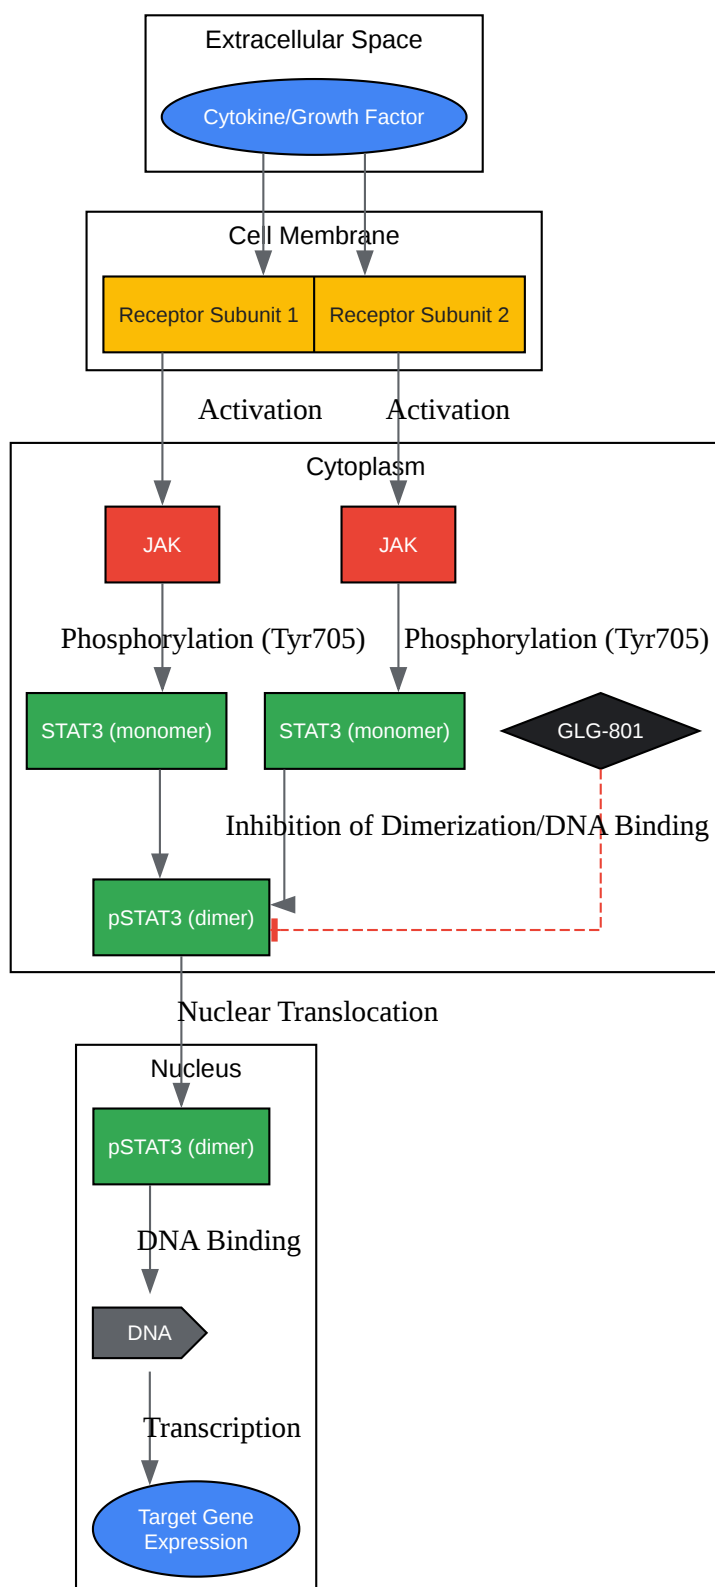 Extracellular Space
Cytokine/Growth Factor
Cell Membrane
Receptor Subunit 1
Receptor Subunit 2
Activation
Activation
Cytoplasm
JAK
JAK
Phosphorylation (Tyr705)
Phosphorylation (Tyr705)
STAT3 (monomer)
STAT3 (monomer)
GLG-801
Inhibition of Dimerization/DNA Binding
pSTAT3 (dimer)
Nuclear Translocation
Nucleus
pSTAT3 (dimer)
DNA Binding
DNA
Transcription
Target Gene
Expression